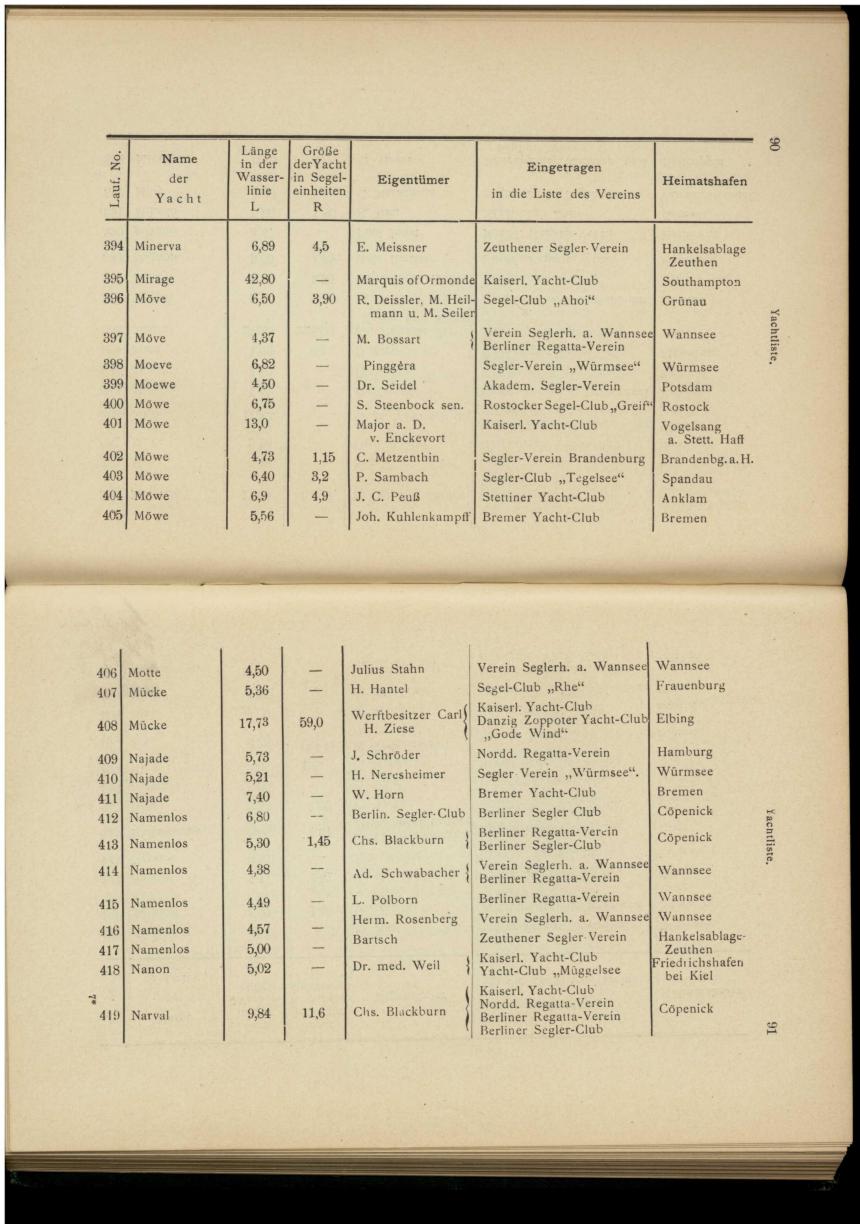 90
Yachtliste.
Lauf. No. | Name der Yacht | Länge in der Wasser-linie L | Größe der Yacht in Segel-einheiten R | Eigentümer | Eingetragen in die Liste des Vereins | Heimatshafen
394 Minerva 6,89 4,5 E. Meissner Zeuthener Segler-Verein Hankelsablage
Zeuthen
395 Mirage 42,80 — Marquis of Ormonde Kaiserl. Yacht-Club Southampton
396 Möve 6,50 3,90 R. Deissler, M. Heil- Segel-Club „Ahoi“ Grünau
mann u. M. Seiler
397 Möve 4,37 — M. Bossart { Verein Seglerh. a. Wannsee Wannsee
Berliner Regatta-Verein
398 Moeve 6,82 — Pinggèra Segler-Verein „Würmsee“ Würmsee
399 Moewe 4,50 — Dr. Seidel Akadem. Segler-Verein Potsdam
400 Möwe 6,75 — S. Steenbock sen. Rostocker Segel-Club „Greif“ Rostock
401 Möwe 13,0 — Major a. D. Kaiserl. Yacht-Club Vogelsang
v. Enckevort a. Stett. Haff
402 Möwe 4,73 1,15 C. Metzenthin Segler-Verein Brandenburg Brandenbg. a. H.
403 Möwe 6,40 3,2 P. Sambach Segler-Club „Tegelsee“ Spandau
404 Möwe 6,9 4,9 J. C. Peuß Stettiner Yacht-Club Anklam
405 Möwe 5,56 — Joh. Kuhlenkampff Bremer Yacht-Club Bremen
406 Motte 4,50 — Julius Stahn Verein Seglerh. a. Wannsee Wannsee
407 Mücke 5,36 — H. Hantel Segel-Club „Rhe“ Frauenburg
408 Mücke 17,73 59,0 Werftbesitzer Carl { Kaiserl. Yacht-Club Elbing
H. Ziese Danzig Zoppoter Yacht-Club
„Gode Wind“
409 Najade 5,73 — J. Schröder Nordd. Regatta-Verein Hamburg
410 Najade 5,21 — H. Neresheimer Segler Verein „Würmsee“. Würmsee
411 Najade 7,40 — W. Horn Bremer Yacht-Club Bremen
412 Namenlos 6,80 — Berlin. Segler-Club Berliner Segler Club Cöpenick
413 Namenlos 5,30 1,45 Chs. Blackburn { Berliner Regatta-Verein Cöpenick
Berliner Segler-Club
414 Namenlos 4,38 — Ad. Schwabacher { Verein Seglerh. a. Wannsee Wannsee
Berliner Regatta-Verein
415 Namenlos 4,49 — L. Polborn Berliner Regatta-Verein Wannsee
416 Namenlos 4,57 — Herm. Rosenberg Verein Seglerh. a. Wannsee Wannsee
417 Namenlos 5,00 — Bartsch Zeuthener Segler Verein Hankelsablage-
Zeuthen
418 Nanon 5,02 — Dr. med. Weil { Kaiserl. Yacht-Club Friedrichshafen
Yacht-Club „Müggelsee bei Kiel
419 Narval 9,84 11,6 Chs. Blackburn { Kaiserl. Yacht-Club Cöpenick
Nordd. Regatta-Verein
Berliner Regatta-Verein
Berliner Segler-Club
Yachtliste.
7*
91